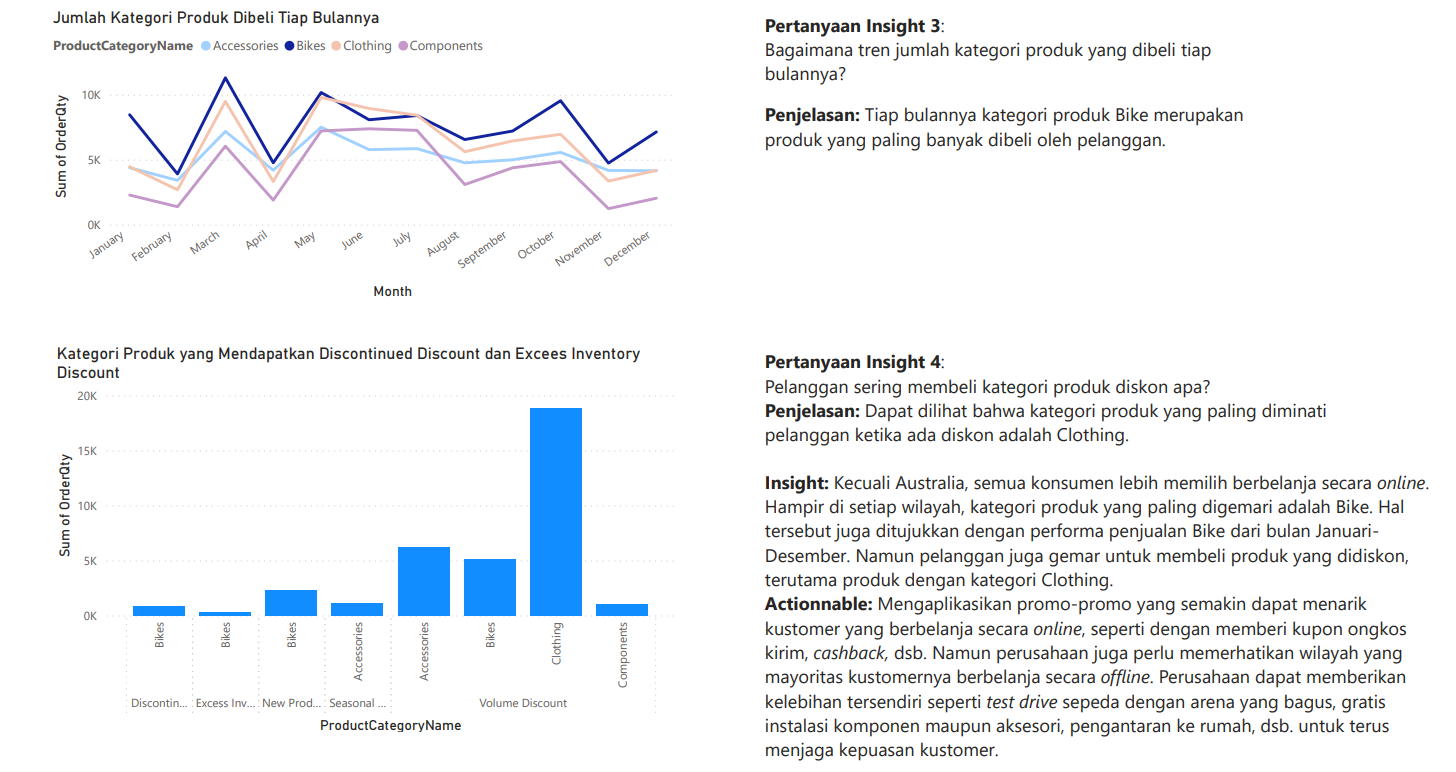 Jumlah Kategori Produk Dibeli Tiap Bulannya
ProductCategoryName Accessories Bikes Clothing Components
Sum of OrderQty
10K
5K
0K
January
February
March
April
May
June
July
August
September
October
November
December
Month
Pertanyaan Insight 3:
Bagaimana tren jumlah kategori produk yang dibeli tiap
bulannya?
Penjelasan: Tiap bulannya kategori produk Bike merupakan
produk yang paling banyak dibeli oleh pelanggan.
Kategori Produk yang Mendapatkan Discontinued Discount dan Excees Inventory
Discount
Sum of OrderQty
20K
15K
10K
5K
0K
Bikes
Bikes
Bikes
Accessories
Accessories
Bikes
Clothing
Components
Discontin...
Excess Inv...
New Prod...
Seasonal ...
Volume Discount
ProductCategoryName
Pertanyaan Insight 4:
Pelanggan sering membeli kategori produk diskon apa?
Penjelasan: Dapat dilihat bahwa kategori produk yang paling diminati
pelanggan ketika ada diskon adalah Clothing.
Insight: Kecuali Australia, semua konsumen lebih memilih berbelanja secara online.
Hampir di setiap wilayah, kategori produk yang paling digemari adalah Bike. Hal
tersebut juga ditujukkan dengan performa penjualan Bike dari bulan Januari-
Desember. Namun pelanggan juga gemar untuk membeli produk yang didiskon,
terutama produk dengan kategori Clothing.
Actionnable: Mengaplikasikan promo-promo yang semakin dapat menarik
kustomer yang berbelanja secara online, seperti dengan memberi kupon ongkos
kirim, cashback, dsb. Namun perusahaan juga perlu memerhatikan wilayah yang
mayoritas kustomernya berbelanja secara offline. Perusahaan dapat memberikan
kelebihan tersendiri seperti test drive sepeda dengan arena yang bagus, gratis
instalasi komponen maupun aksesori, pengantaran ke rumah, dsb. untuk terus
menjaga kepuasan kustomer.